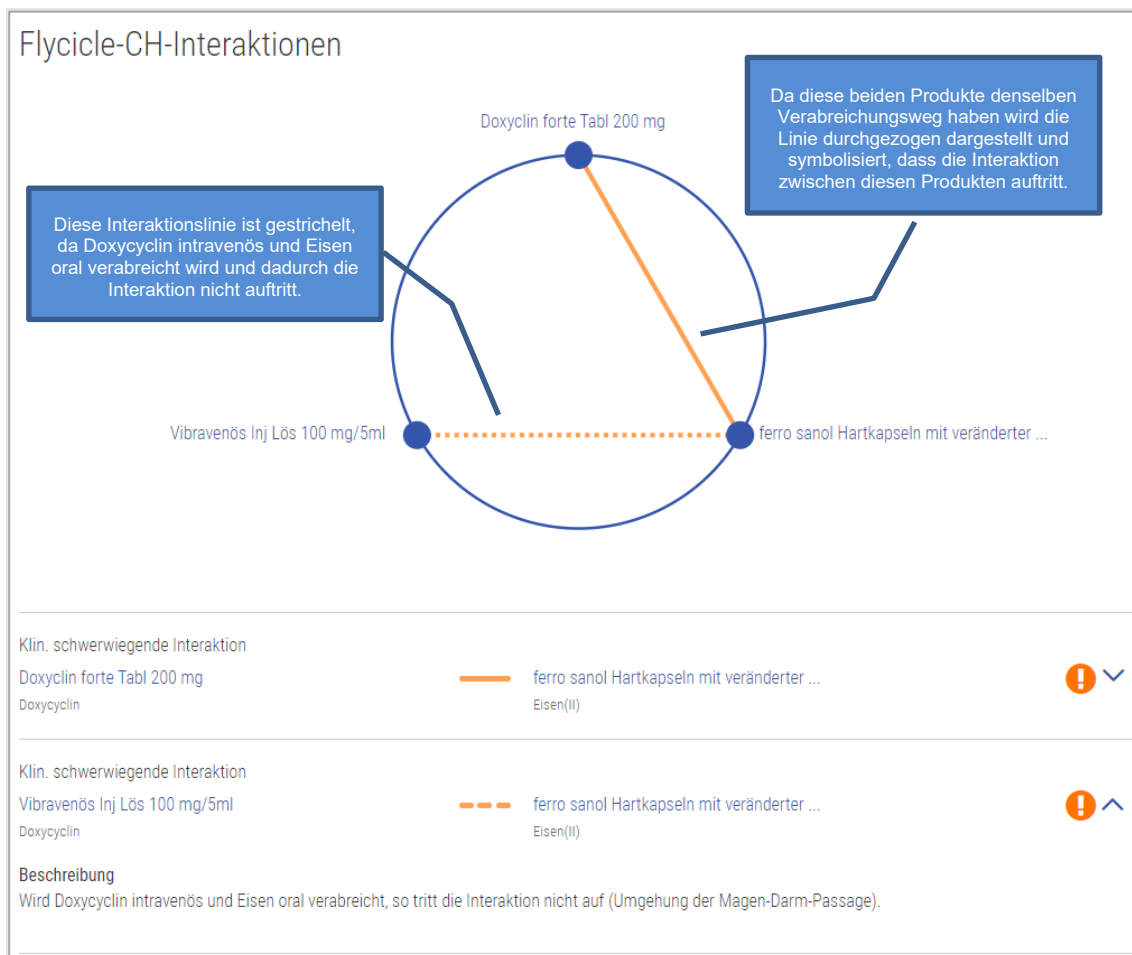 Flycicle-CH-Interaktionen
Da diese beiden Produkte denselben
Verabreichungsweg haben wird die
Linie durchgezogen dargestellt und
symbolisiert, dass die Interaktion
zwischen diesen Produkten auftritt.
Doxyclin forte Tabl 200 mg
Diese Interaktionslinie ist gestrichelt,
da Doxycyclin intravenös und Eisen
oral verabreicht wird und dadurch die
Interaktion nicht auftritt.
Vibravenös Inj Lös 100 mg/5ml
ferro sanol Hartkapseln mit veränderter ...
Klin. schwerwiegende Interaktion
Doxyclin forte Tabl 200 mg ferro sanol Hartkapseln mit veränderter ...
Doxycyclin Eisen(II)
Klin. schwerwiegende Interaktion
Vibravenös Inj Lös 100 mg/5ml ferro sanol Hartkapseln mit veränderter ...
Doxycyclin Eisen(II)
Beschreibung
Wird Doxycyclin intravenös und Eisen oral verabreicht, so tritt die Interaktion nicht auf (Umgehung der Magen-Darm-Passage).